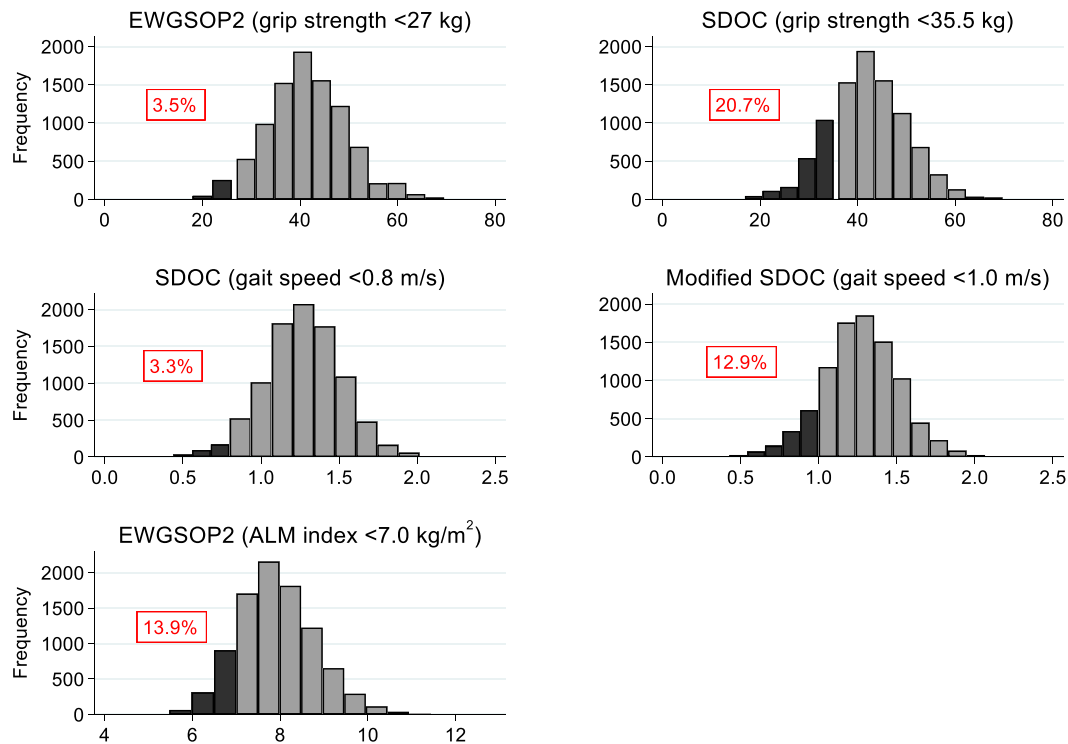 EWGSOP2 (grip strength <27 kg)
Frequency
2000
1500
1000
500
0
3.5%
0 20 40 60 80
SDOC (grip strength <35.5 kg)
2000
1500
1000
500
0
20.7%
0 20 40 60 80
SDOC (gait speed <0.8 m/s)
Frequency
2000
1500
1000
500
0
3.3%
0.0 0.5 1.0 1.5 2.0 2.5
Modified SDOC (gait speed <1.0 m/s)
2000
1500
1000
500
0
12.9%
0.0 0.5 1.0 1.5 2.0 2.5
EWGSOP2 (ALM index <7.0 kg/m²)
Frequency
2000
1500
1000
500
0
13.9%
4 6 8 10 12